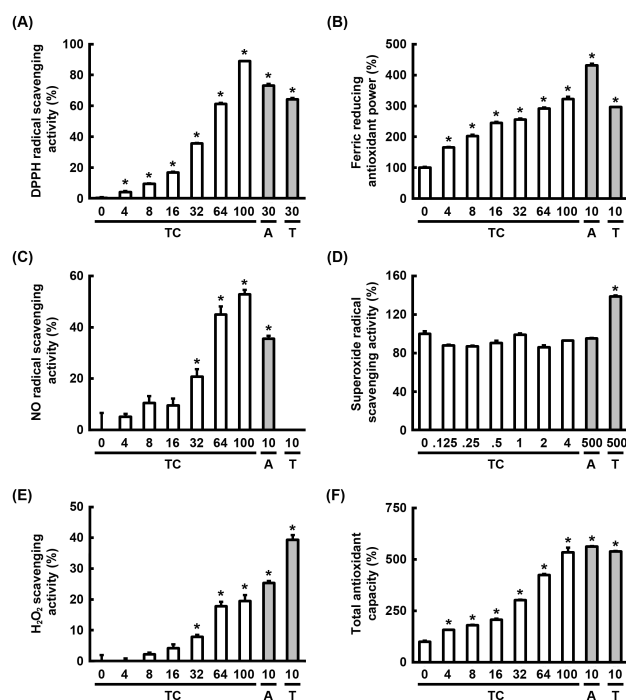 (A)
DPPH radical scavenging
activity (%)
100
80
60
40
20
0
* * * * * * * *
0 4 8 16 32 64 100 30 30
TC A T
(B)
Ferric reducing
antioxidant power (%)
500
400
300
200
100
0
* * * * * * * *
0 4 8 16 32 64 100 10 10
TC A T
(C)
NO radical scavenging
activity (%)
60
40
20
0
* * * *
0 4 8 16 32 64 100 10 10
TC A T
(D)
Superoxide radical
scavenging activity (%)
160
120
80
40
0
*
0 .125 .25 .5 1 2 4 500 500
TC A T
(E)
H₂O₂ scavenging
activity (%)
50
40
30
20
10
0
* * * * *
0 4 8 16 32 64 100 10 10
TC A T
(F)
Total antioxidant
capacity (%)
750
500
250
0
* * * * * * * *
0 4 8 16 32 64 100 10 10
TC A T